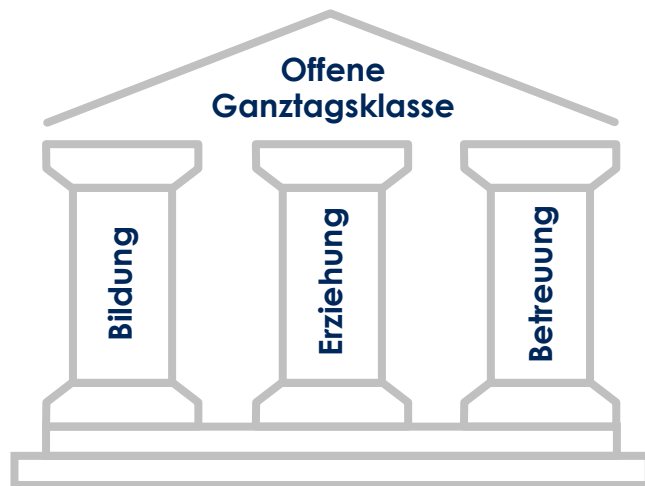 Offene
Ganztagsklasse
Bildung
Erziehung
Betreuung